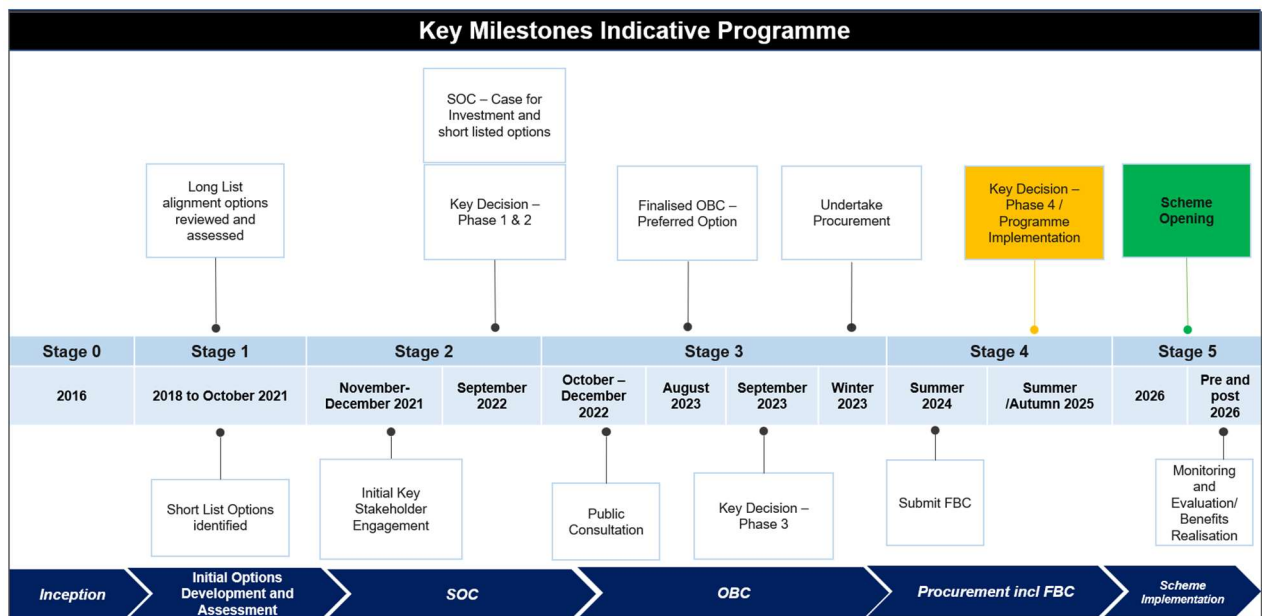 Key Milestones Indicative Programme
SOC – Case for
Investment and
short listed options
Long List
alignment options
reviewed and
assessed
Key Decision –
Phase 1 & 2
Finalised OBC –
Preferred Option
Undertake
Procurement
Key Decision –
Phase 4 /
Programme
Implementation
Scheme
Opening
Stage 0
Stage 1
Stage 2
Stage 3
Stage 4
Stage 5
2016
2018 to October 2021
November-
December 2021
September
2022
October –
December
2022
August
2023
September
2023
Winter
2023
Summer
2024
Summer
/Autumn 2025
2026
Pre and
post
2026
Short List Options
identified
Initial Key
Stakeholder
Engagement
Public
Consultation
Key Decision –
Phase 3
Submit FBC
Monitoring
and
Evaluation/
Benefits
Realisation
Inception
Initial Options
Development and
Assessment
SOC
OBC
Procurement incl FBC
Scheme
Implementation